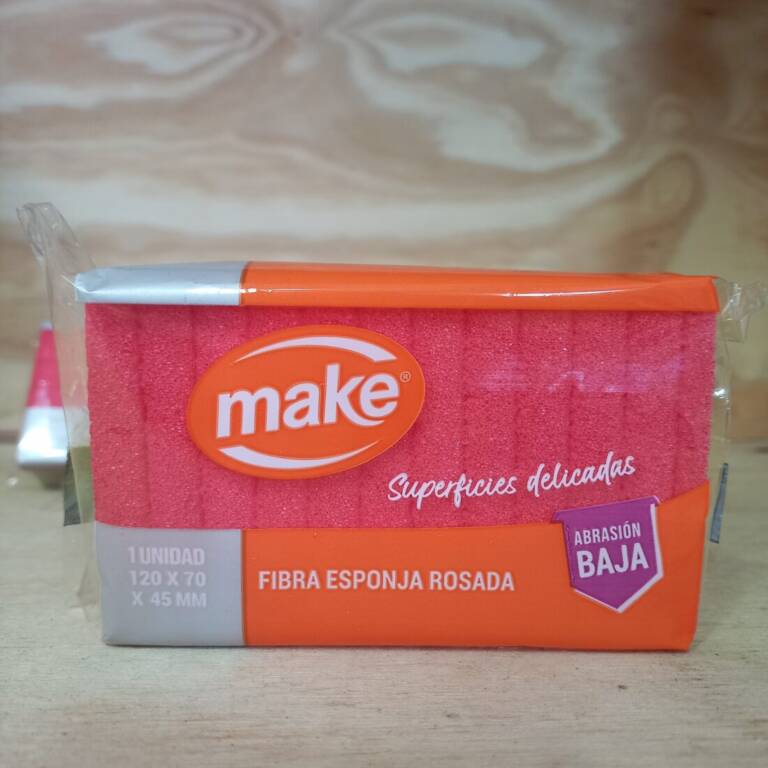 make®
Superficies delicadas
ABRASIÓN
BAJA
1 UNIDAD
120 X 70
X 45 MM
FIBRA ESPONJA ROSADA